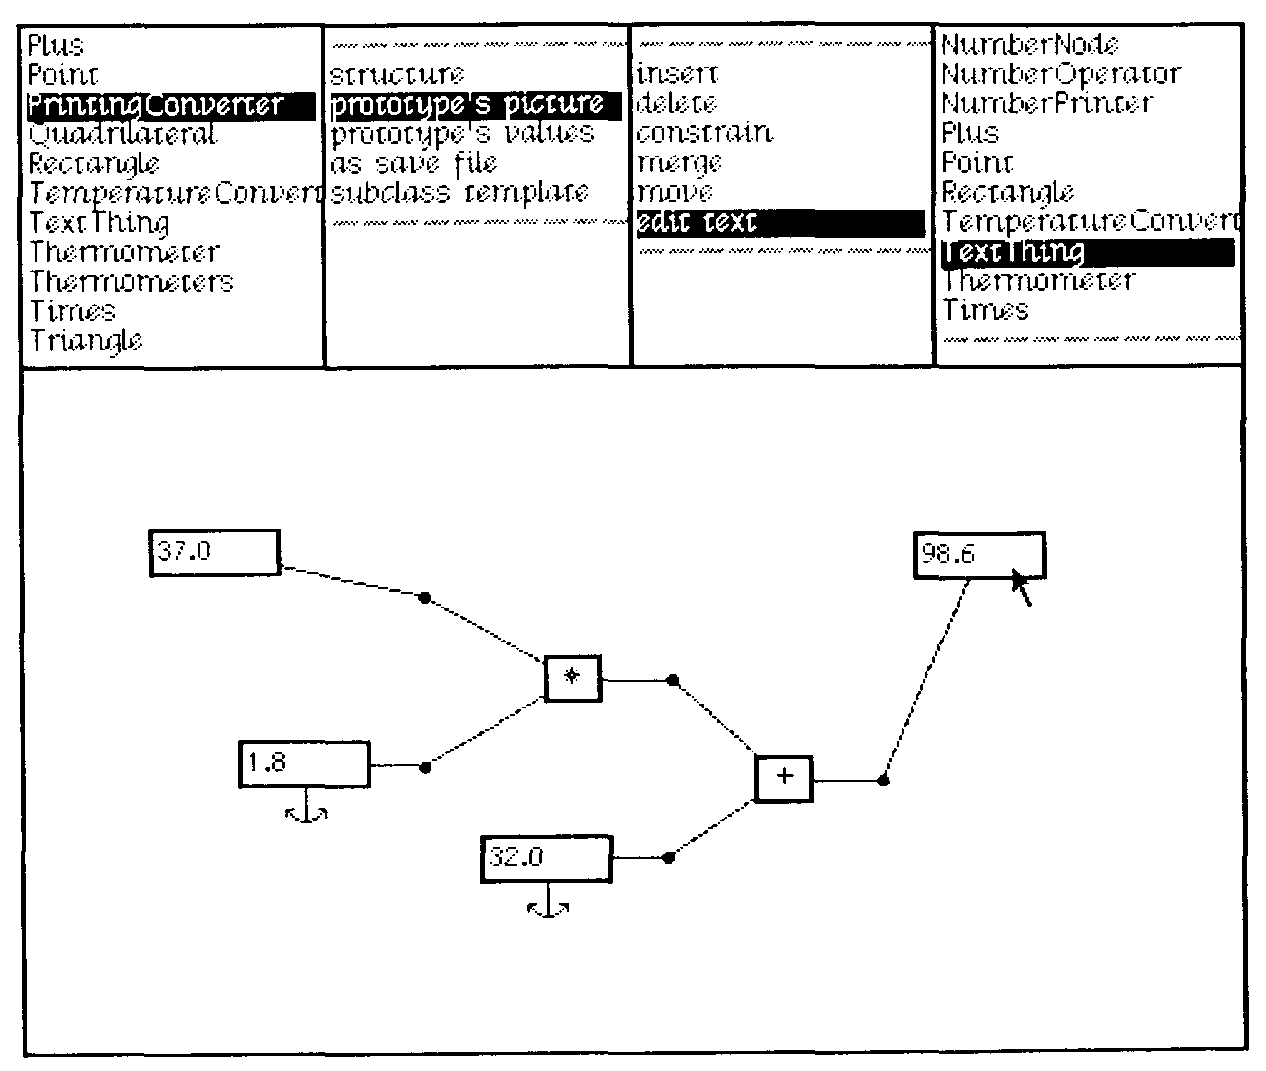 Plus
Point
PrintingConverter
Quadrilateral
Rectangle
TemperatureConvert
TextThing
Thermometer
Thermometers
Times
Triangle
structure
prototype's picture
prototype's values
as save file
subclass template
insert
delete
constrain
merge
move
edit text
NumberNode
NumberOperator
NumberPrinter
Plus
Point
Rectangle
TemperatureConvert
TextThing
Thermometer
Times
37.0
98.6
*
1.8
+
32.0